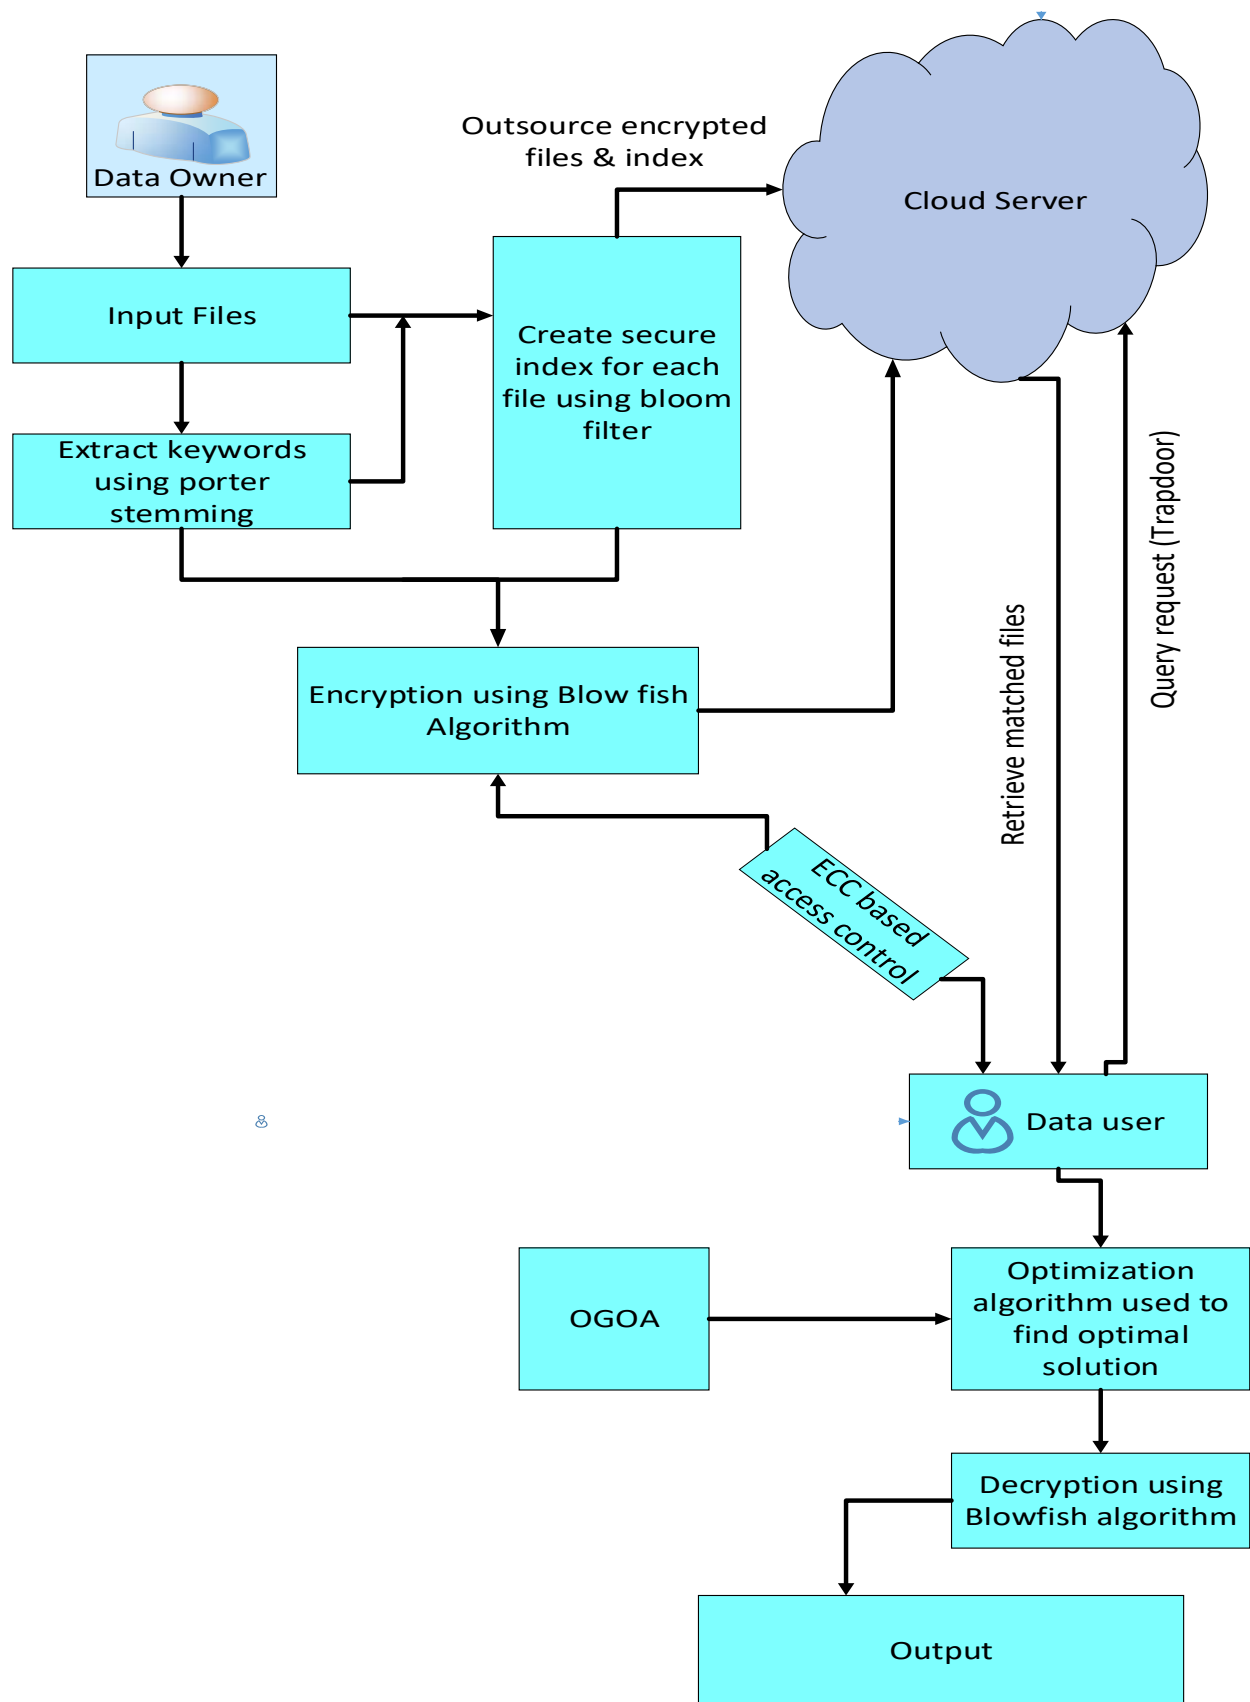 Outsource encrypted
files & index
Data Owner
Cloud Server
Input Files
Create secure
index for each
file using bloom
filter
Extract keywords
using porter
stemming
Query request (Trapdoor)
Retrieve matched files
Encryption using Blow fish
Algorithm
ECC based
access control
Data user
OGOA
Optimization
algorithm used to
find optimal
solution
Decryption using
Blowfish algorithm
Output